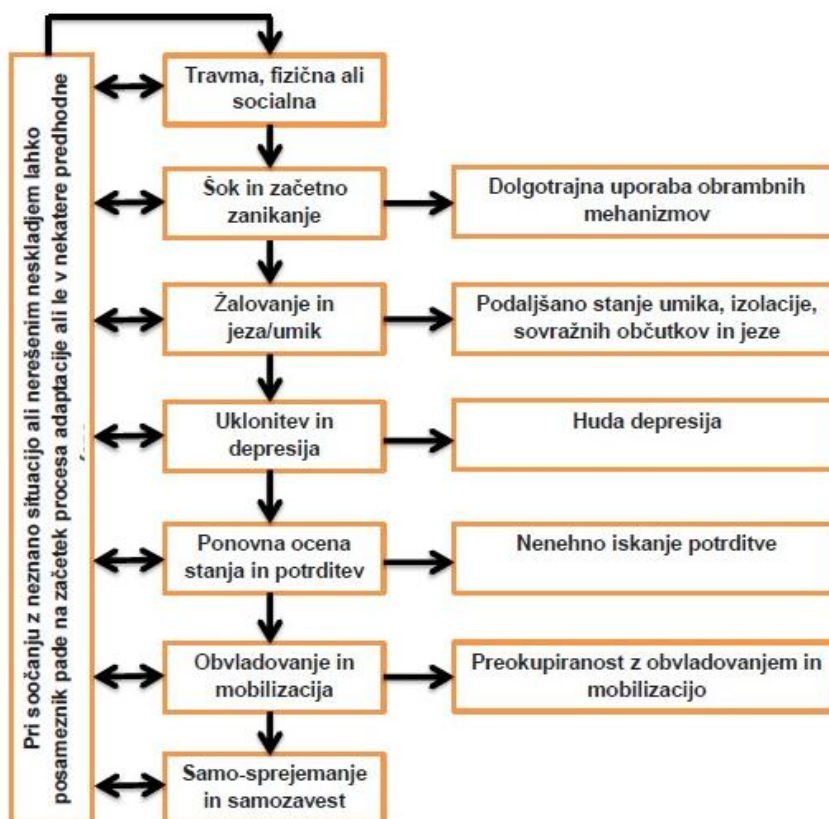 Pri soočanju z neznano situacijo ali nerešenim neskladjem lahko
posameznik pade na začetek procesa adaptacije ali le v nekatere predhodne
Travma, fizična ali
socialna
Šok in začetno
zanikanje
Dolgotrajna uporaba obrambnih
mehanizmov
Žalovanje in
jeza/umik
Podaljšano stanje umika, izolacije,
sovražnih občutkov in jeze
Uklonitev in
depresija
Huda depresija
Ponovna ocena
stanja in potrditev
Nenehno iskanje potrditve
Obvladovanje in
mobilizacija
Preokupiranost z obvladovanjem in
mobilizacijo
Samo-sprejemanje
in samozavest